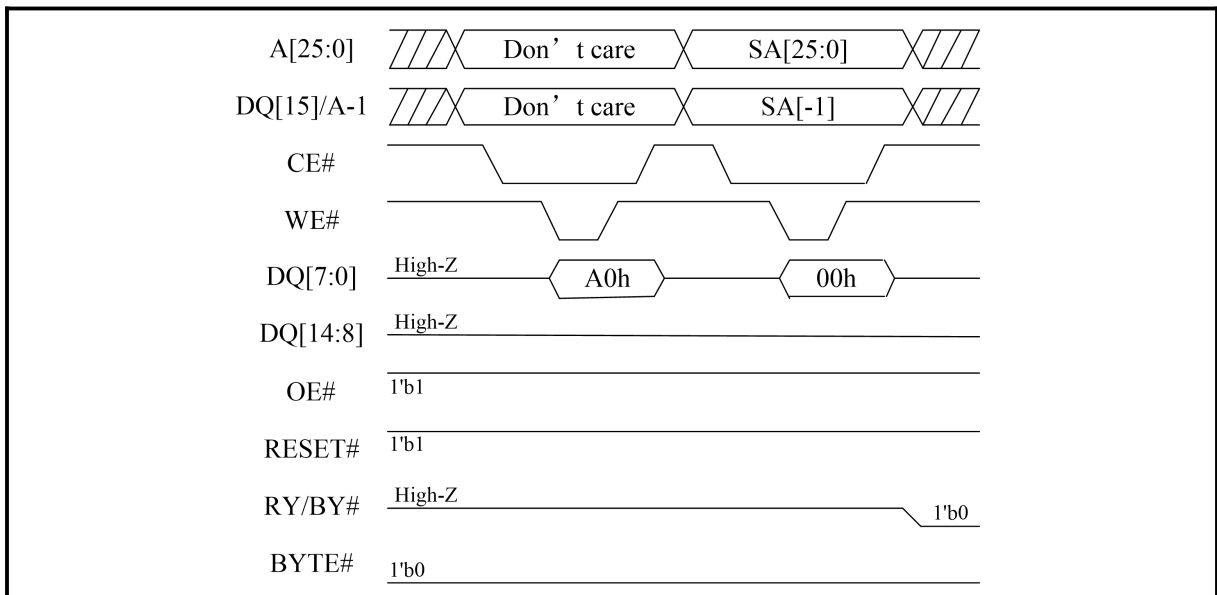 A[25:0] Don’t care SA[25:0]
DQ[15]/A-1 Don’t care SA[-1]
CE#
WE#
DQ[7:0] High-Z A0h 00h
DQ[14:8] High-Z
OE# 1'b1
RESET# 1'b1
RY/BY# High-Z 1'b0
BYTE# 1'b0